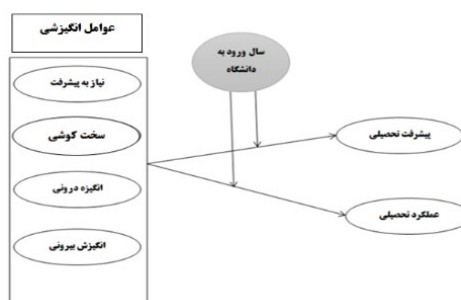 عوامل انگیزشی
سال ورود به
دانشگاه
نیاز به پیشرفت
سخت کوشی
پیشرفت تحصیلی
انگیزه درونی
عملکرد تحصیلی
انگیزش بیرونی